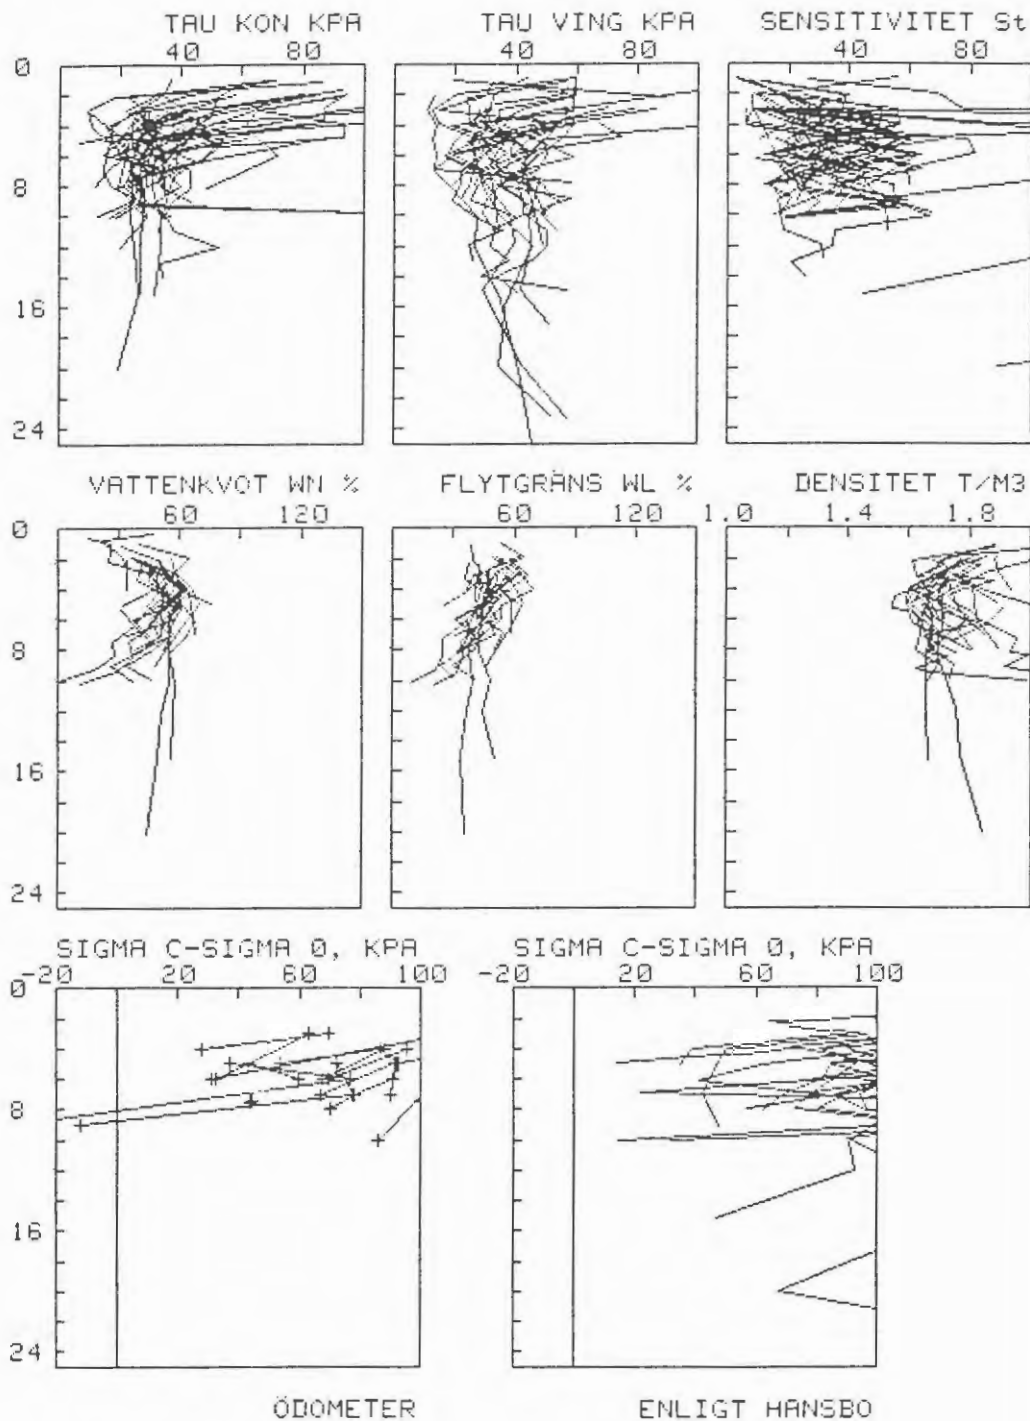 TAU KON KPA TAU VING KPA SENSITIVITET St
40 80 40 80 40 80
0
8
16
24
VATTENKVOT WN % FLYTGRÄNS WL % DENSITET T/M3
60 120 60 120 1.0 1.4 1.8
0
8
16
24
SIGMA C-SIGMA 0, KPA SIGMA C-SIGMA 0, KPA
-20 20 60 100 -20 20 60 100
0
8
16
24
ÖDOMETER ENLIGT HANSBO